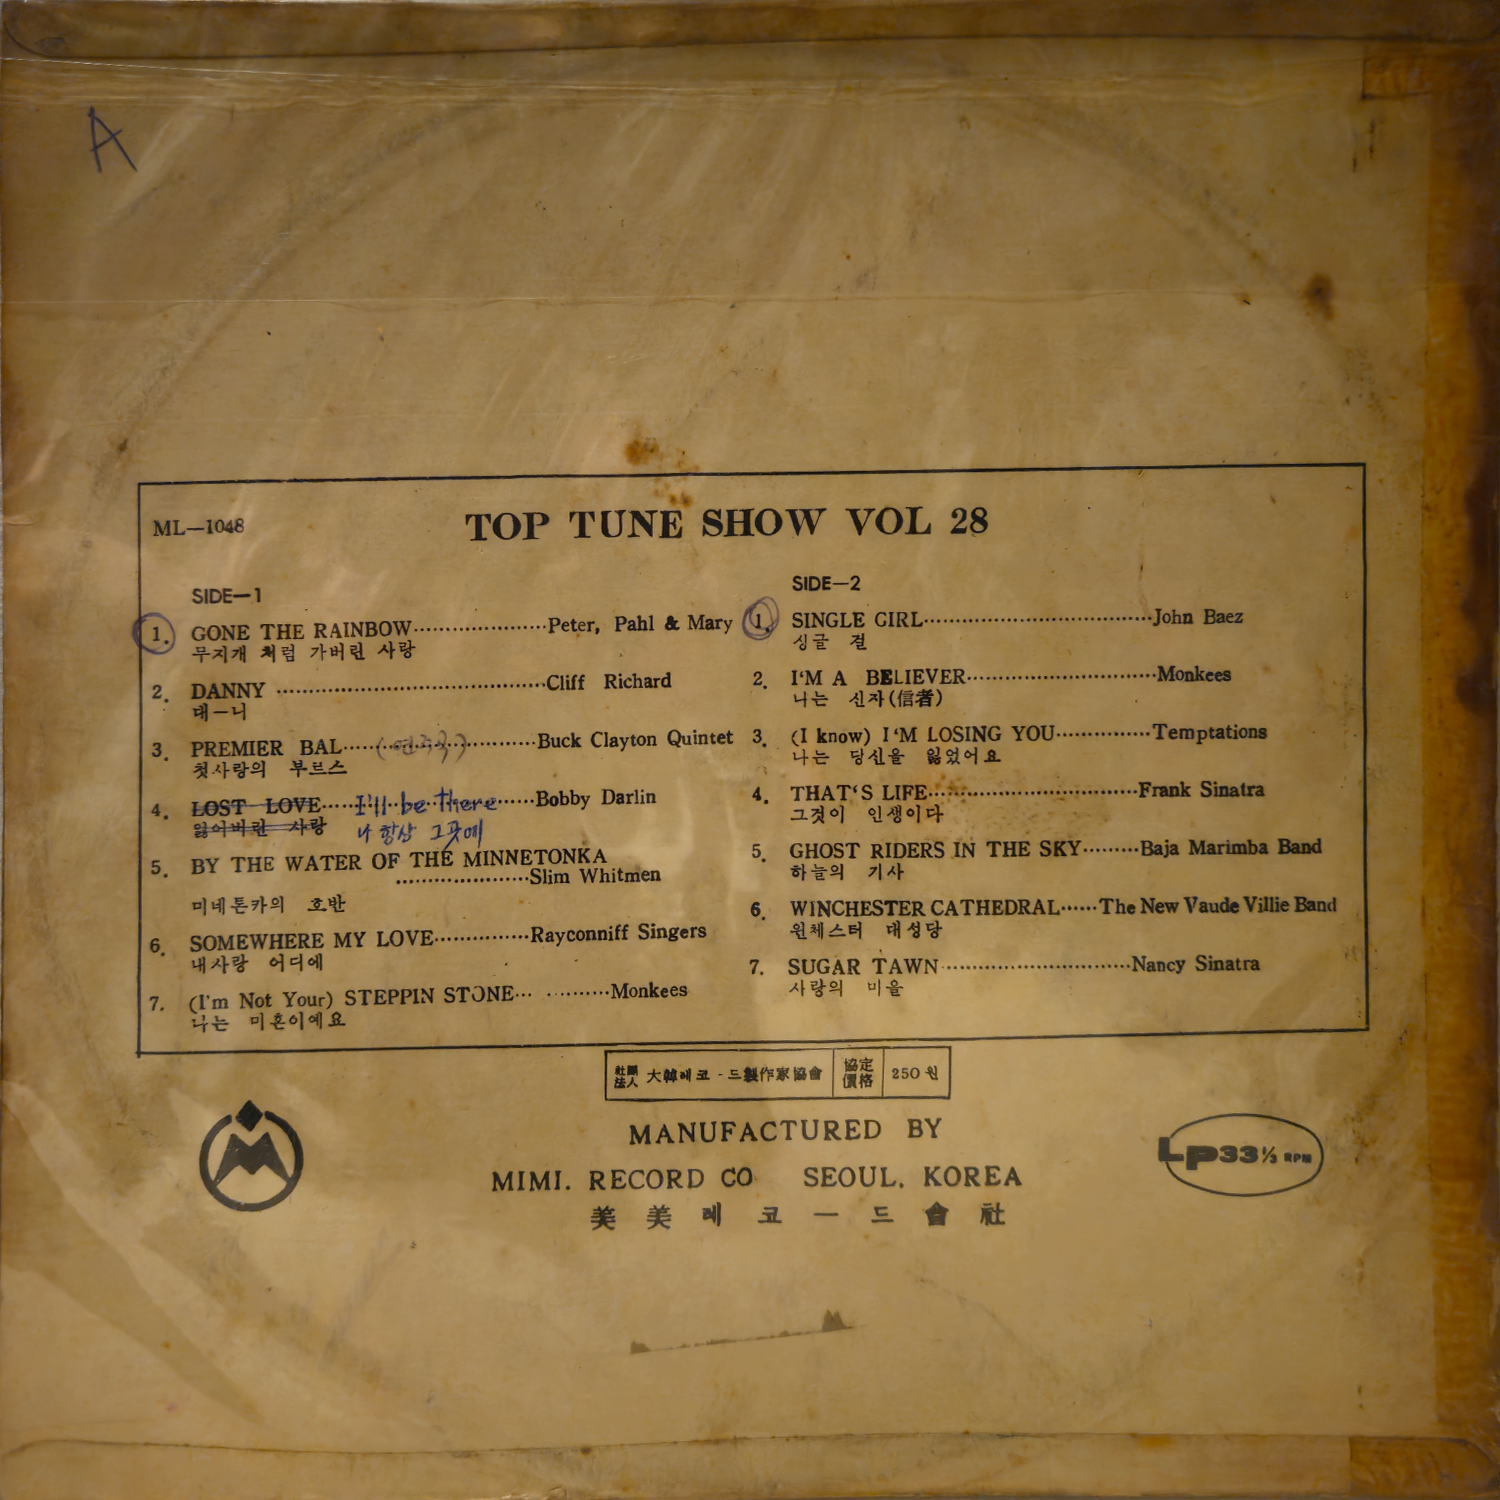 A
ML—1048
TOP TUNE SHOW VOL 28
SIDE—1
1. GONE THE RAINBOW·····················Peter, Pahl & Mary
무지개 처럼 가버린 사랑
2. DANNY ··········································Cliff Richard
대—니
3. PREMIER BAL·····(연주곡)···········Buck Clayton Quintet
첫사랑의 부르스
4. LOST LOVE·····I'll be there······Bobby Darlin
잃어버린 사랑 나 항상 그곳에
5. BY THE WATER OF THE MINNETONKA
·····················Slim Whitmen
미네톤카의 호반
6. SOMEWHERE MY LOVE···············Rayconniff Singers
내사랑 어디에
7. (I'm Not Your) STEPPIN STONE··· ··········Monkees
나는 미혼이예요
SIDE—2
1. SINGLE GIRL····································John Baez
싱글 걸
2. I‘M A BELIEVER······························Monkees
나는 신자(信者)
3. (I know) I‘M LOSING YOU···············Temptations
나는 당신을 잃었어요
4. THAT‘S LIFE·································Frank Sinatra
그것이 인생이다
5. GHOST RIDERS IN THE SKY·········Baja Marimba Band
하늘의 기사
6. WINCHESTER CATHEDRAL······The New Vaude Villie Band
윈체스터 대성당
7. SUGAR TAWN······························Nancy Sinatra
사랑의 마을
社團法人 大韓레코-드製作家協會 協定價格 250원
MANUFACTURED BY
MIMI. RECORD CO SEOUL. KOREA
美美레코—드會社
M
LP33⅓ RPM